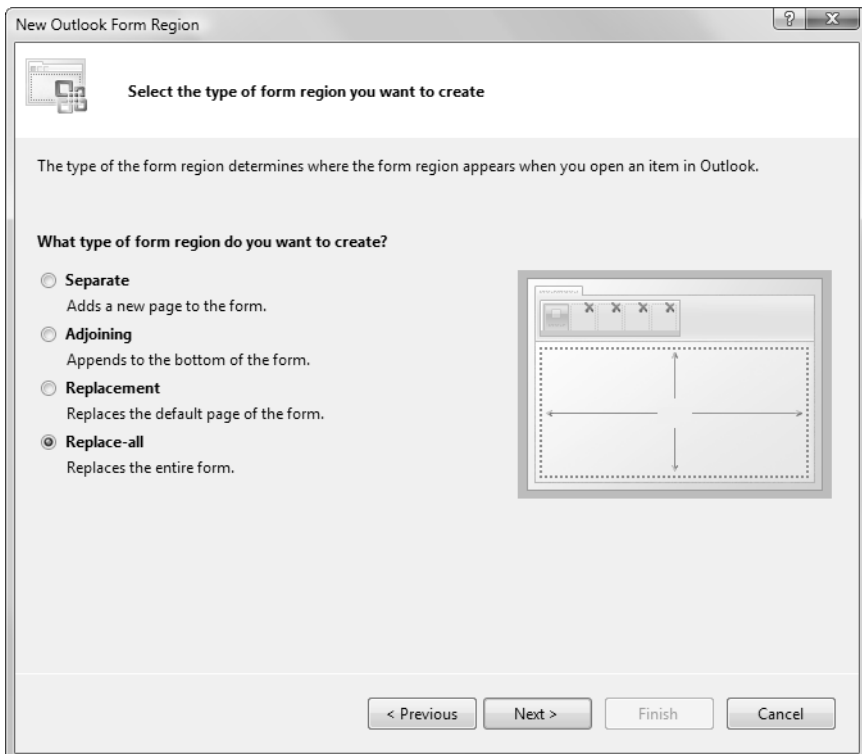 New Outlook Form Region
Select the type of form region you want to create
The type of the form region determines where the form region appears when you open an item in Outlook.
What type of form region do you want to create?
Separate
Adds a new page to the form.
Adjoining
Appends to the bottom of the form.
Replacement
Replaces the default page of the form.
Replace-all
Replaces the entire form.
< Previous
Next >
Finish
Cancel